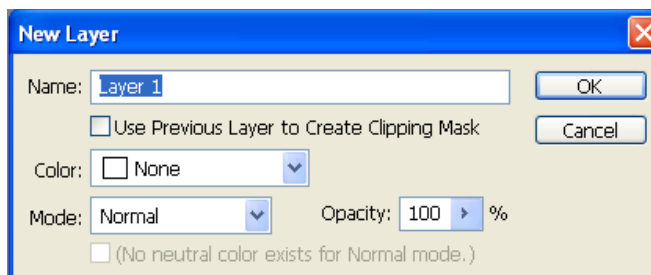 New Layer
Name: Layer 1 OK
Use Previous Layer to Create Clipping Mask Cancel
Color: None
Mode: Normal Opacity: 100 %
(No neutral color exists for Normal mode.)